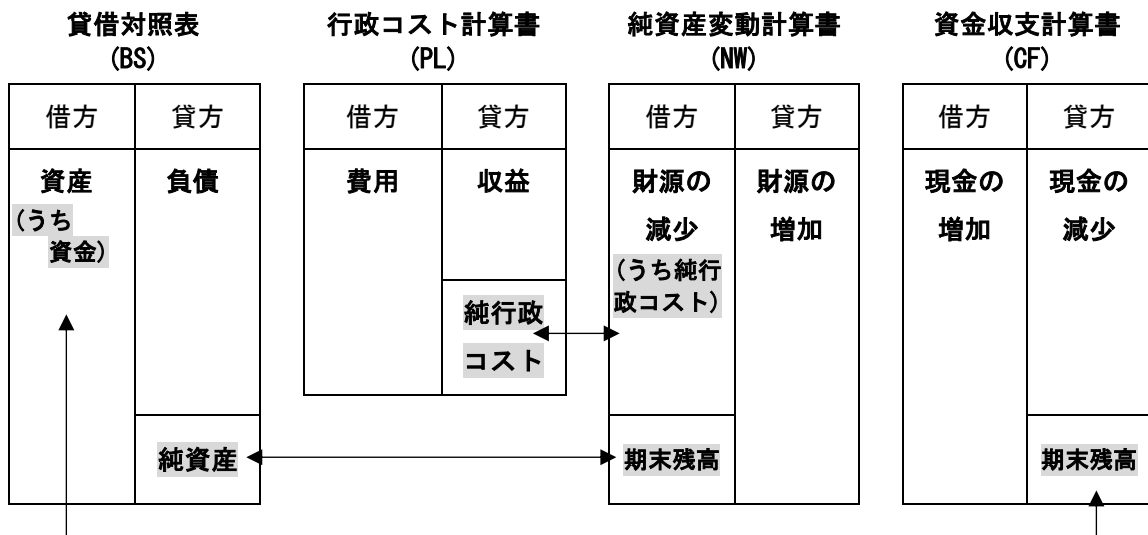 貸借対照表
(BS)
行政コスト計算書
(PL)
純資産変動計算書
(NW)
資金収支計算書
(CF)
借方
貸方
借方
貸方
借方
貸方
借方
貸方
資産
(うち
資金)
負債
純資産
費用
収益
純行政
コスト
財源の
減少
(うち純行
政コスト)
期末残高
財源の
増加
現金の
増加
現金の
減少
期末残高